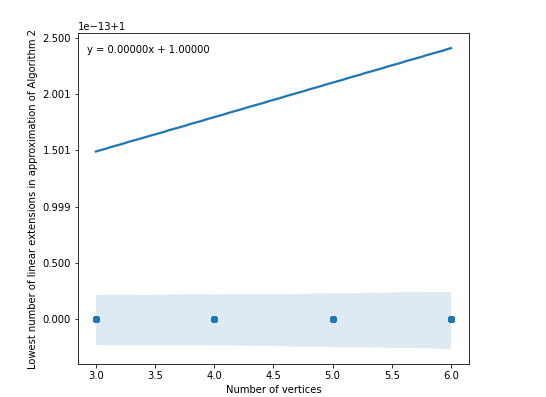 1e−13+1
y = 0.00000x + 1.00000
2.500
2.001
1.501
0.999
0.500
0.000
Lowest number of linear extensions in approximation of Algorithm 2
3.0 3.5 4.0 4.5 5.0 5.5 6.0
Number of vertices